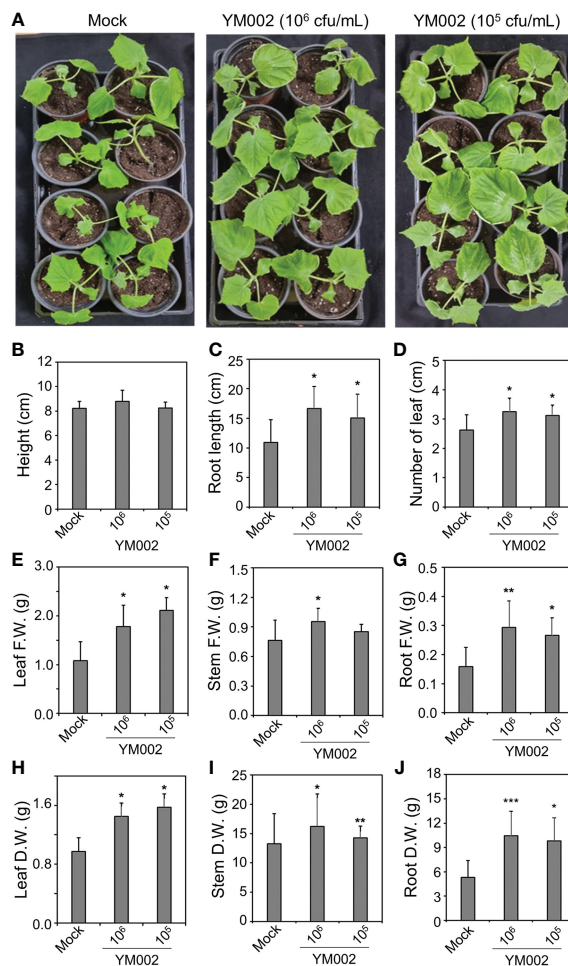 A Mock YM002 (10⁶ cfu/mL) YM002 (10⁵ cfu/mL)
B
Height (cm)
12
10
8
6
4
2
0
Mock 10⁶ 10⁵
YM002
C
Root length (cm)
25
20
15
10
5
0
* *
Mock 10⁶ 10⁵
YM002
D
Number of leaf (cm)
5
4
3
2
1
0
* *
Mock 10⁶ 10⁵
YM002
E
Leaf F.W. (g)
3.0
2.0
1.0
0.0
* *
Mock 10⁶ 10⁵
YM002
F
Stem F.W. (g)
1.5
1.2
0.9
0.6
0.3
0.0
*
Mock 10⁶ 10⁵
YM002
G
Root F.W. (g)
0.5
0.4
0.3
0.2
0.1
0.0
** *
Mock 10⁶ 10⁵
YM002
H
Leaf D.W. (g)
1.6
0.8
0.0
* *
Mock 10⁶ 10⁵
YM002
I
Stem D.W. (g)
25
20
15
10
5
0
* **
Mock 10⁶ 10⁵
YM002
J
Root D.W. (g)
18
15
12
9
6
3
0
*** *
Mock 10⁶ 10⁵
YM002